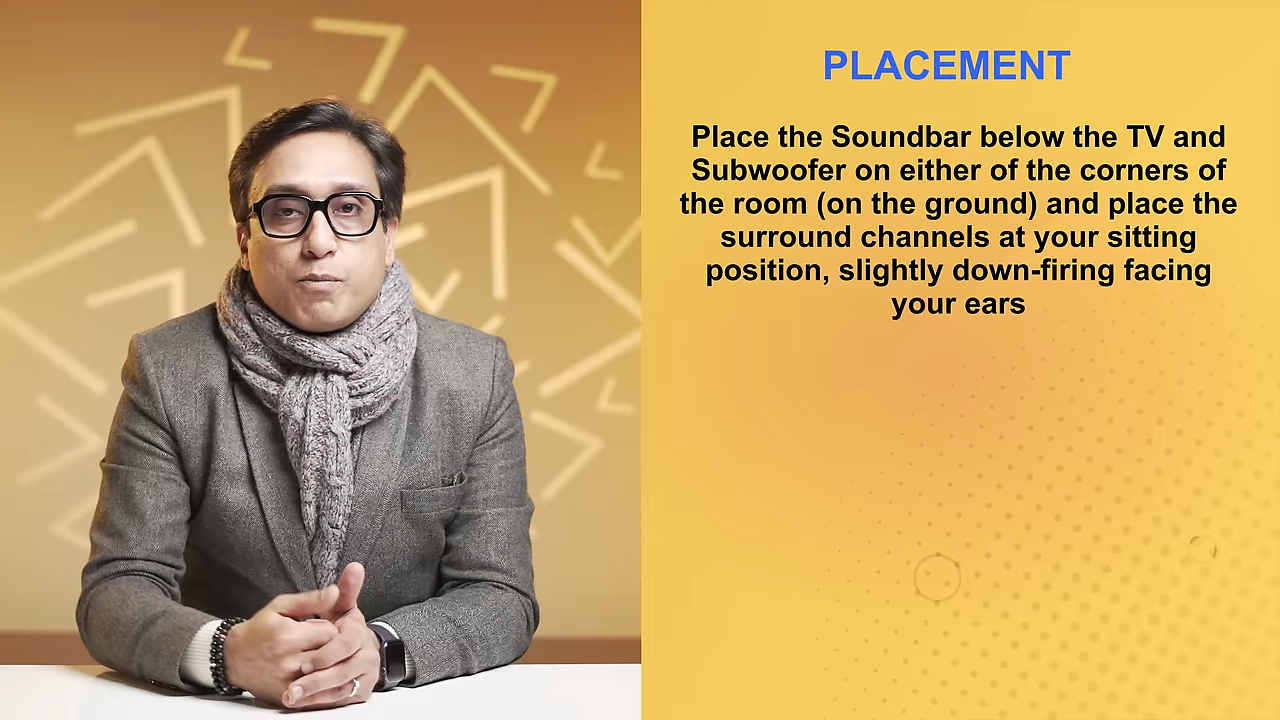 PLACEMENT
Place the Soundbar below the TV and
Subwoofer on either of the corners of
the room (on the ground) and place the
surround channels at your sitting
position, slightly down-firing facing
your ears